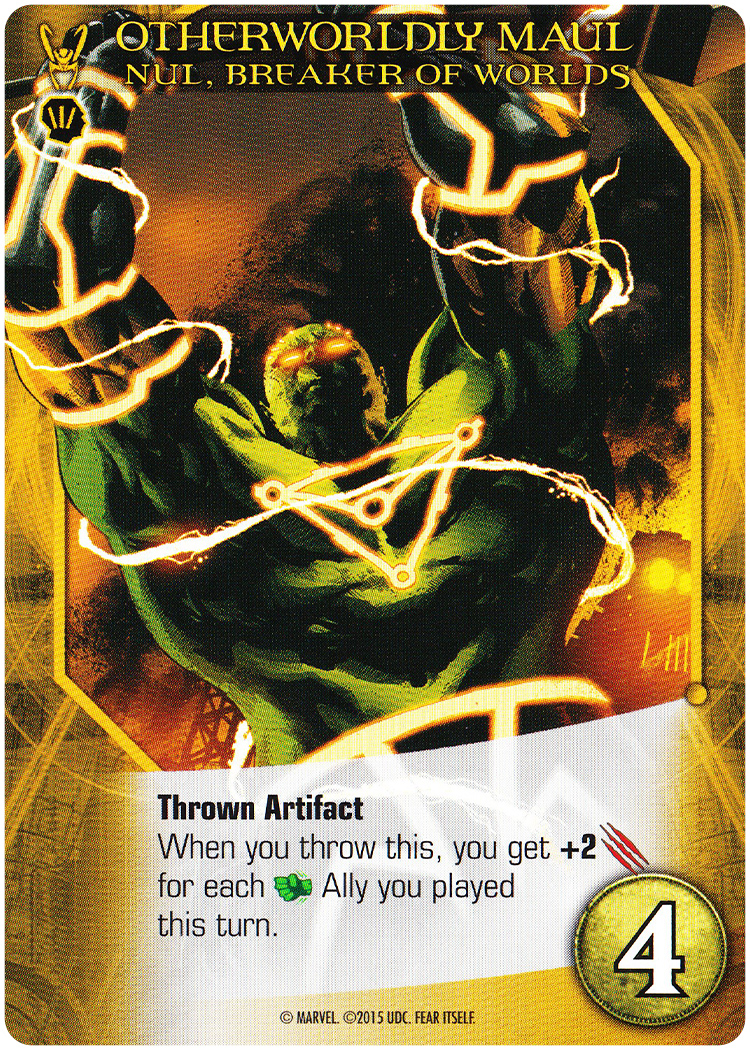 OTHERWORLDLY MAUL
NUL, BREAKER OF WORLDS
Thrown Artifact
When you throw this, you get +2
for each Ally you played
this turn.
4
© MARVEL. ©2015 UDC. FEAR ITSELF.